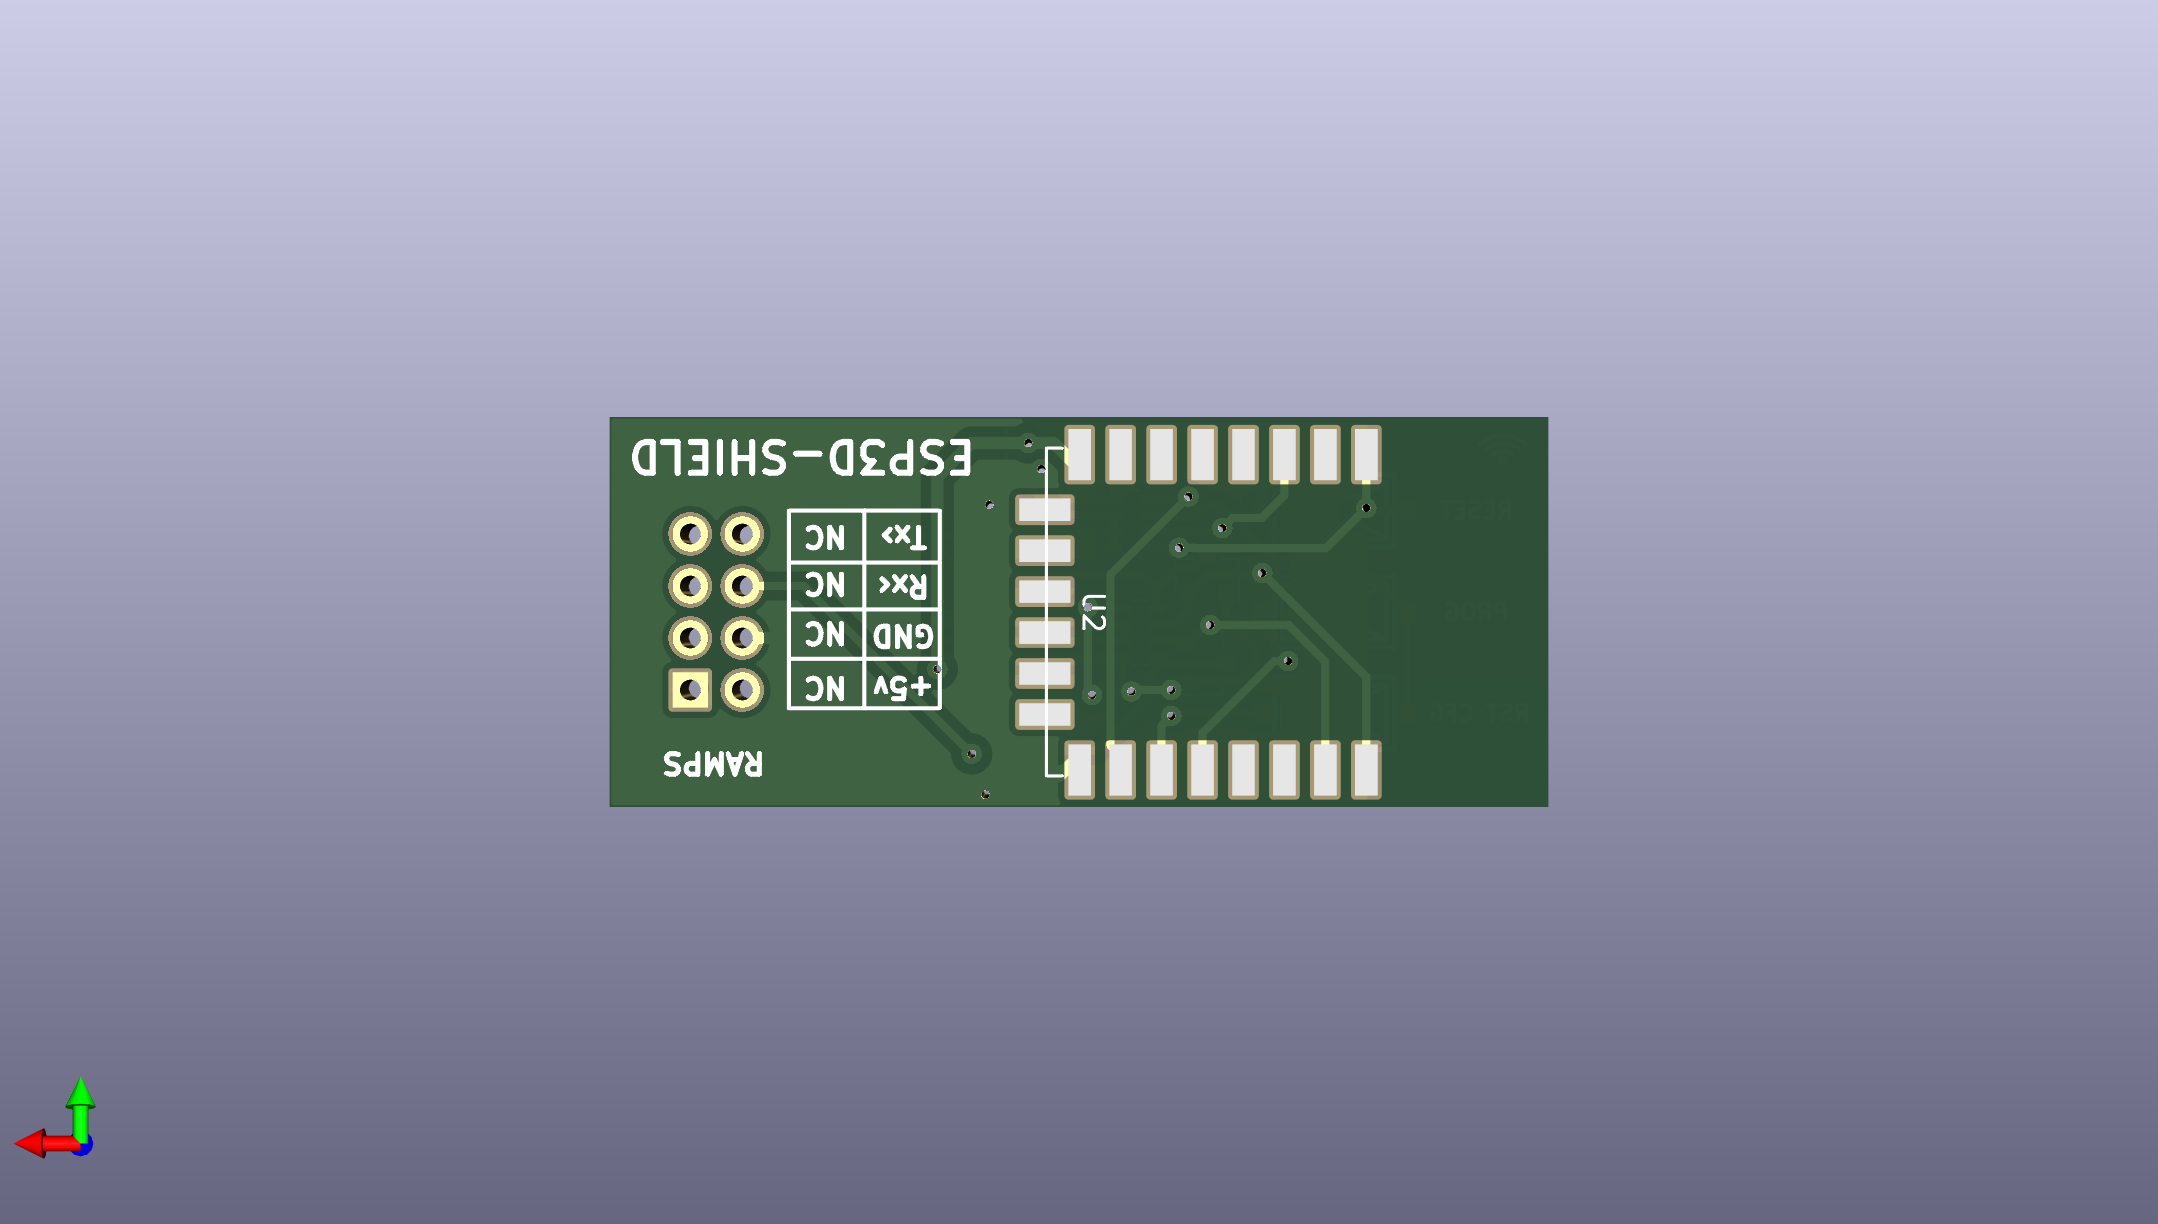 RAMPS
+5v NC
GND NC
Rx< NC
Tx> NC
ESP3D-SHIELD
U2